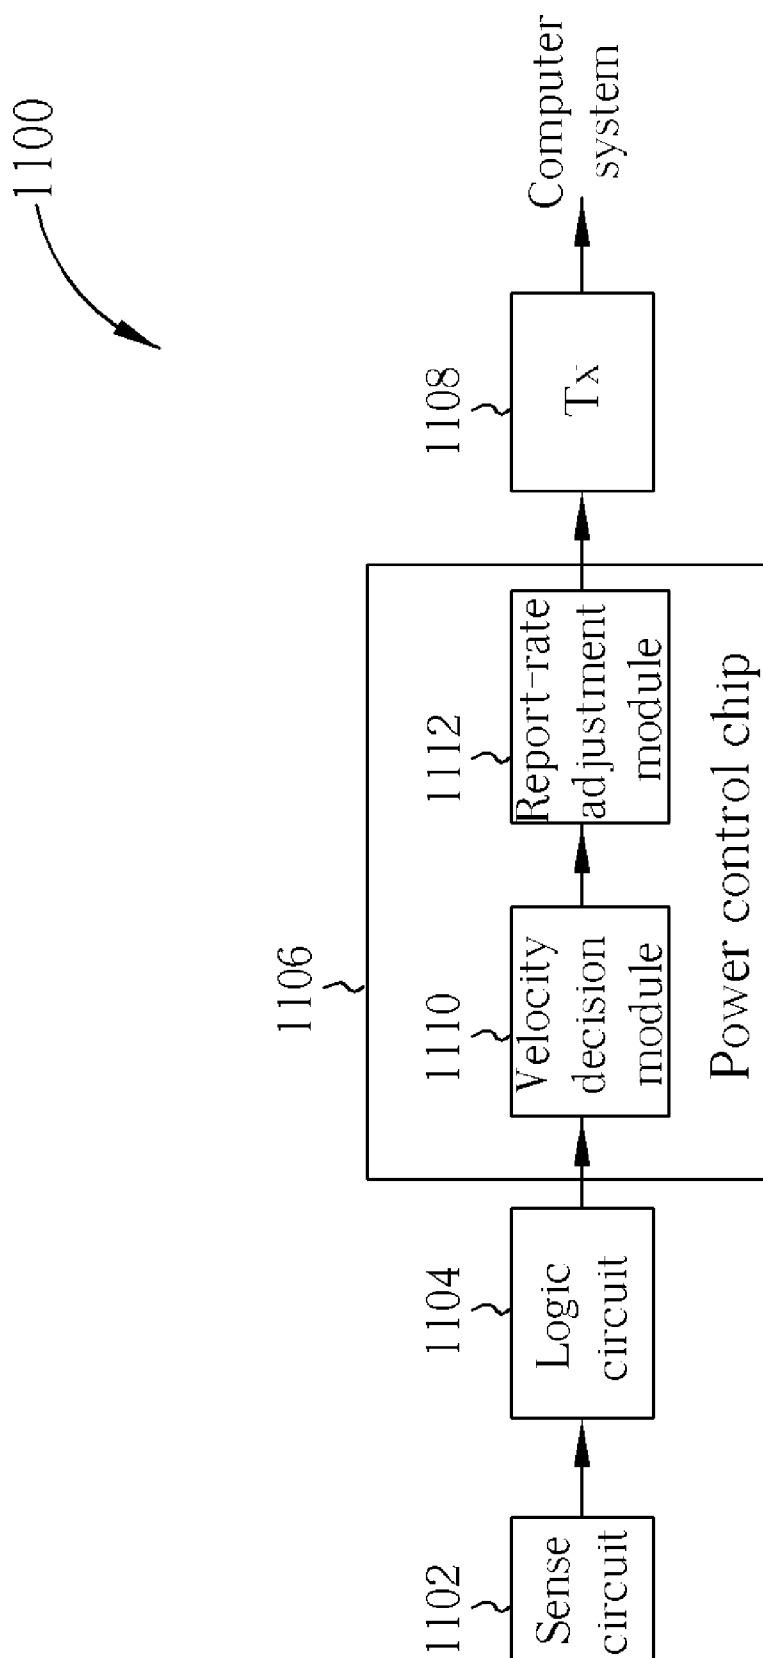 1100
1102
Sense
circuit
1104
Logic
circuit
1106
1110
Velocity
decision
module
1112
Report-rate
adjustment
module
Power control chip
1108
Tx
Computer
system